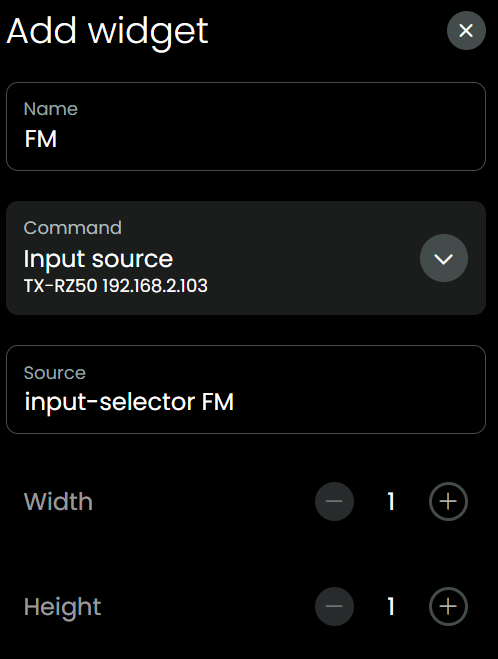 Add widget
Name
FM
Command
Input source
TX-RZ50 192.168.2.103
Source
input-selector FM
Width 1
Height 1